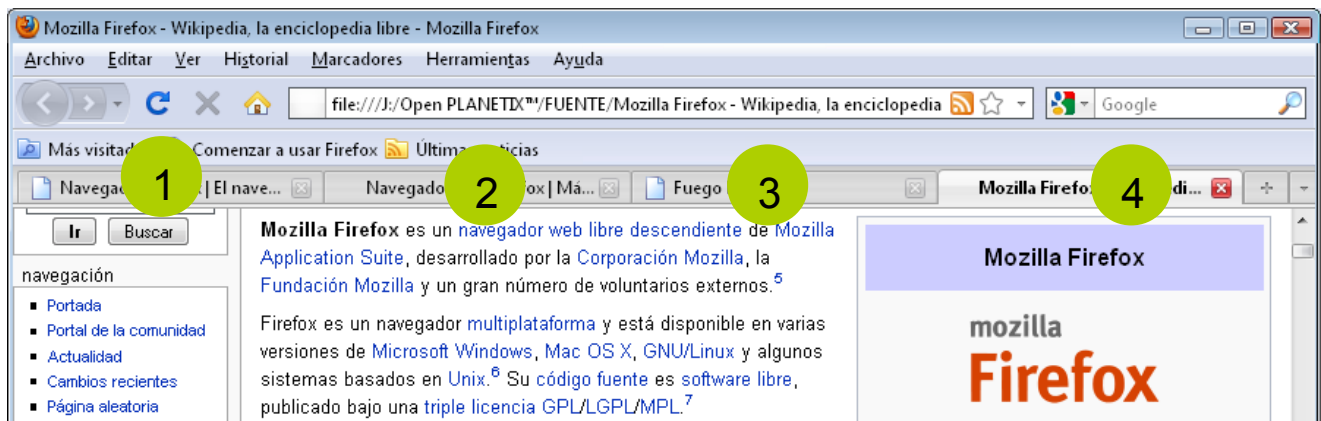 Mozilla Firefox - Wikipedia, la enciclopedia libre - Mozilla Firefox
Archivo Editar Ver Historial Marcadores Herramientas Ayuda
file:///J:/Open PLANETIX™/FUENTE/Mozilla Firefox - Wikipedia, la enciclopedia Google
Más Comenzar a usar Firefox
1 2 3 4
El nave... Má... Fuego Mozilla
Ir Buscar
navegación
Portada
Portal de la comunidad
Actualidad
Cambios recientes
Página aleatoria
Mozilla Firefox es un navegador web libre descendiente de Mozilla
Application Suite, desarrollado por la Corporación Mozilla, la
Fundación Mozilla y un gran número de voluntarios externos.5
Firefox es un navegador multiplataforma y está disponible en varias
versiones de Microsoft Windows, Mac OS X, GNU/Linux y algunos
sistemas basados en Unix.6 Su código fuente es software libre,
publicado bajo una triple licencia GPL/LGPL/MPL.7
Mozilla Firefox
mozilla
Firefox